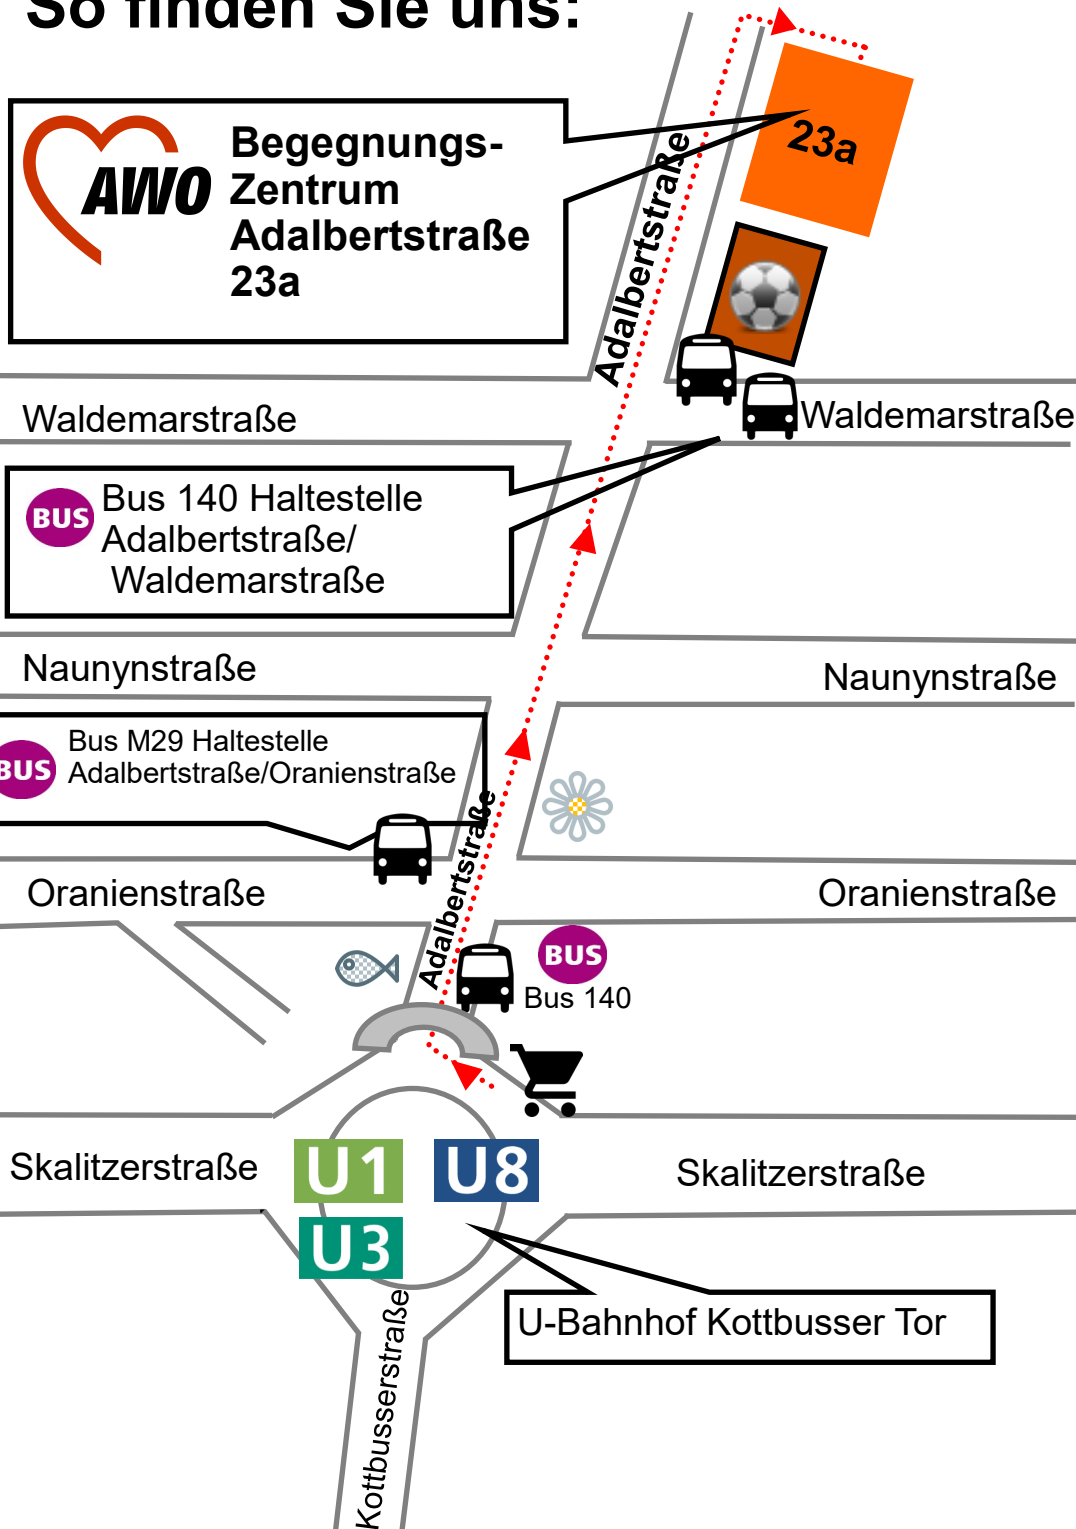 So finden Sie uns:
AWO
Begegnungs-
Zentrum
Adalbertstraße
23a
23a
Adalbertstraße
Waldemarstraße
Waldemarstraße
BUS
Bus 140 Haltestelle
Adalbertstraße/
Waldemarstraße
Naunynstraße
Naunynstraße
BUS
Bus M29 Haltestelle
Adalbertstraße/Oranienstraße
Adalbertstraße
Oranienstraße
Oranienstraße
BUS
Bus 140
Skalitzerstraße
U1
U8
Skalitzerstraße
U3
U-Bahnhof Kottbusser Tor
Kottbusserstraße